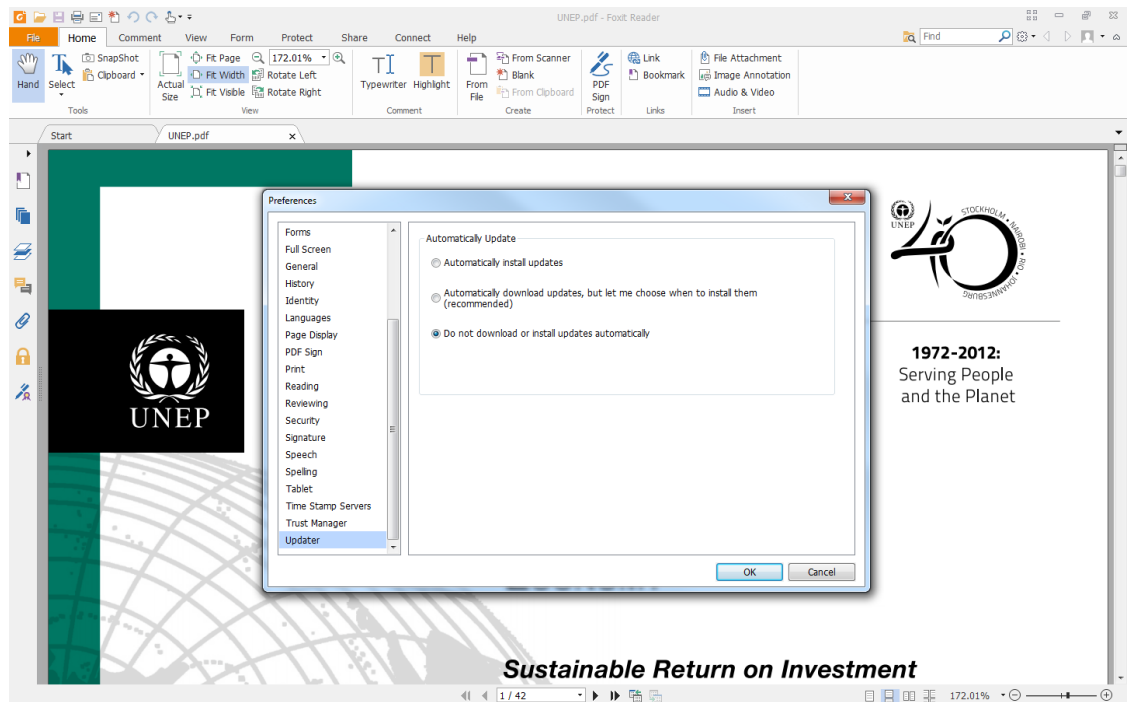 UNEP.pdf - Foxit Reader
File Home Comment View Form Protect Share Connect Help
Find
Hand
Select
SnapShot
Clipboard
Tools
Actual Size
Fit Page
Fit Width
Fit Visible
172.01%
Rotate Left
Rotate Right
View
Typewriter
Highlight
Comment
From File
From Scanner
Blank
From Clipboard
Create
PDF Sign
Protect
Link
Bookmark
Links
File Attachment
Image Annotation
Audio & Video
Insert
Start
UNEP.pdf
x
Preferences
Forms
Full Screen
General
History
Identity
Languages
Page Display
PDF Sign
Print
Reading
Reviewing
Security
Signature
Speech
Spelling
Tablet
Time Stamp Servers
Trust Manager
Updater
Automatically Update
Automatically install updates
Automatically download updates, but let me choose when to install them
(recommended)
Do not download or install updates automatically
OK
Cancel
UNEP
UNEP
STOCKHOLM • NAIROBI • RIO • JOHANNESBURG
1972-2012:
Serving People
and the Planet
Sustainable Return on Investment
1 / 42
172.01%